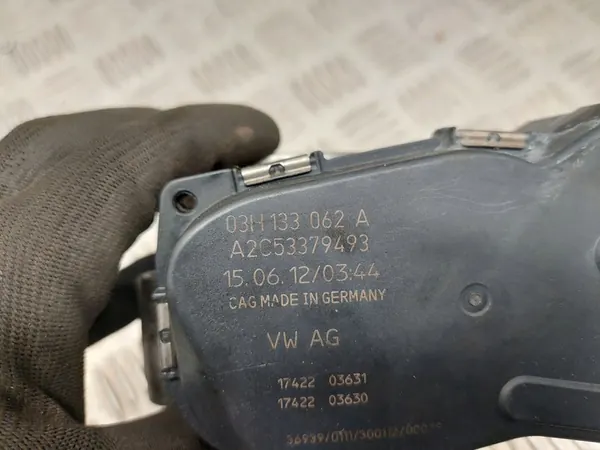 03H 133 062 A
A2C53379493
15.06.12/03:44
CAG MADE IN GERMANY
VW AG
17422 03631
17422 03630